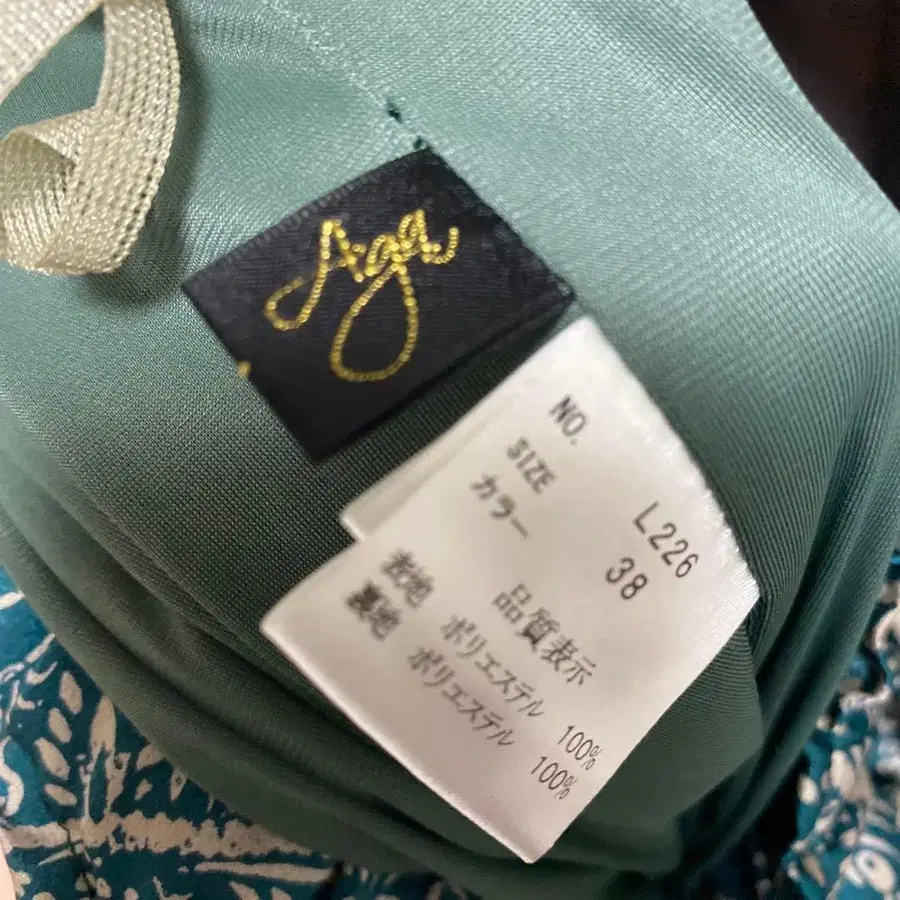 Aga
NO. L226
SIZE 38
カラー
品質表示
表地 ポリエステル 100%
裏地 ポリエステル 100%